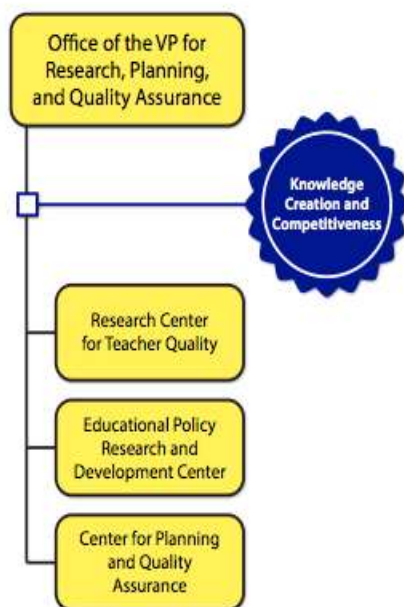 Office of the VP for
Research, Planning,
and Quality Assurance
Knowledge
Creation and
Competitiveness
Research Center
for Teacher Quality
Educational Policy
Research and
Development Center
Center for Planning
and Quality
Assurance